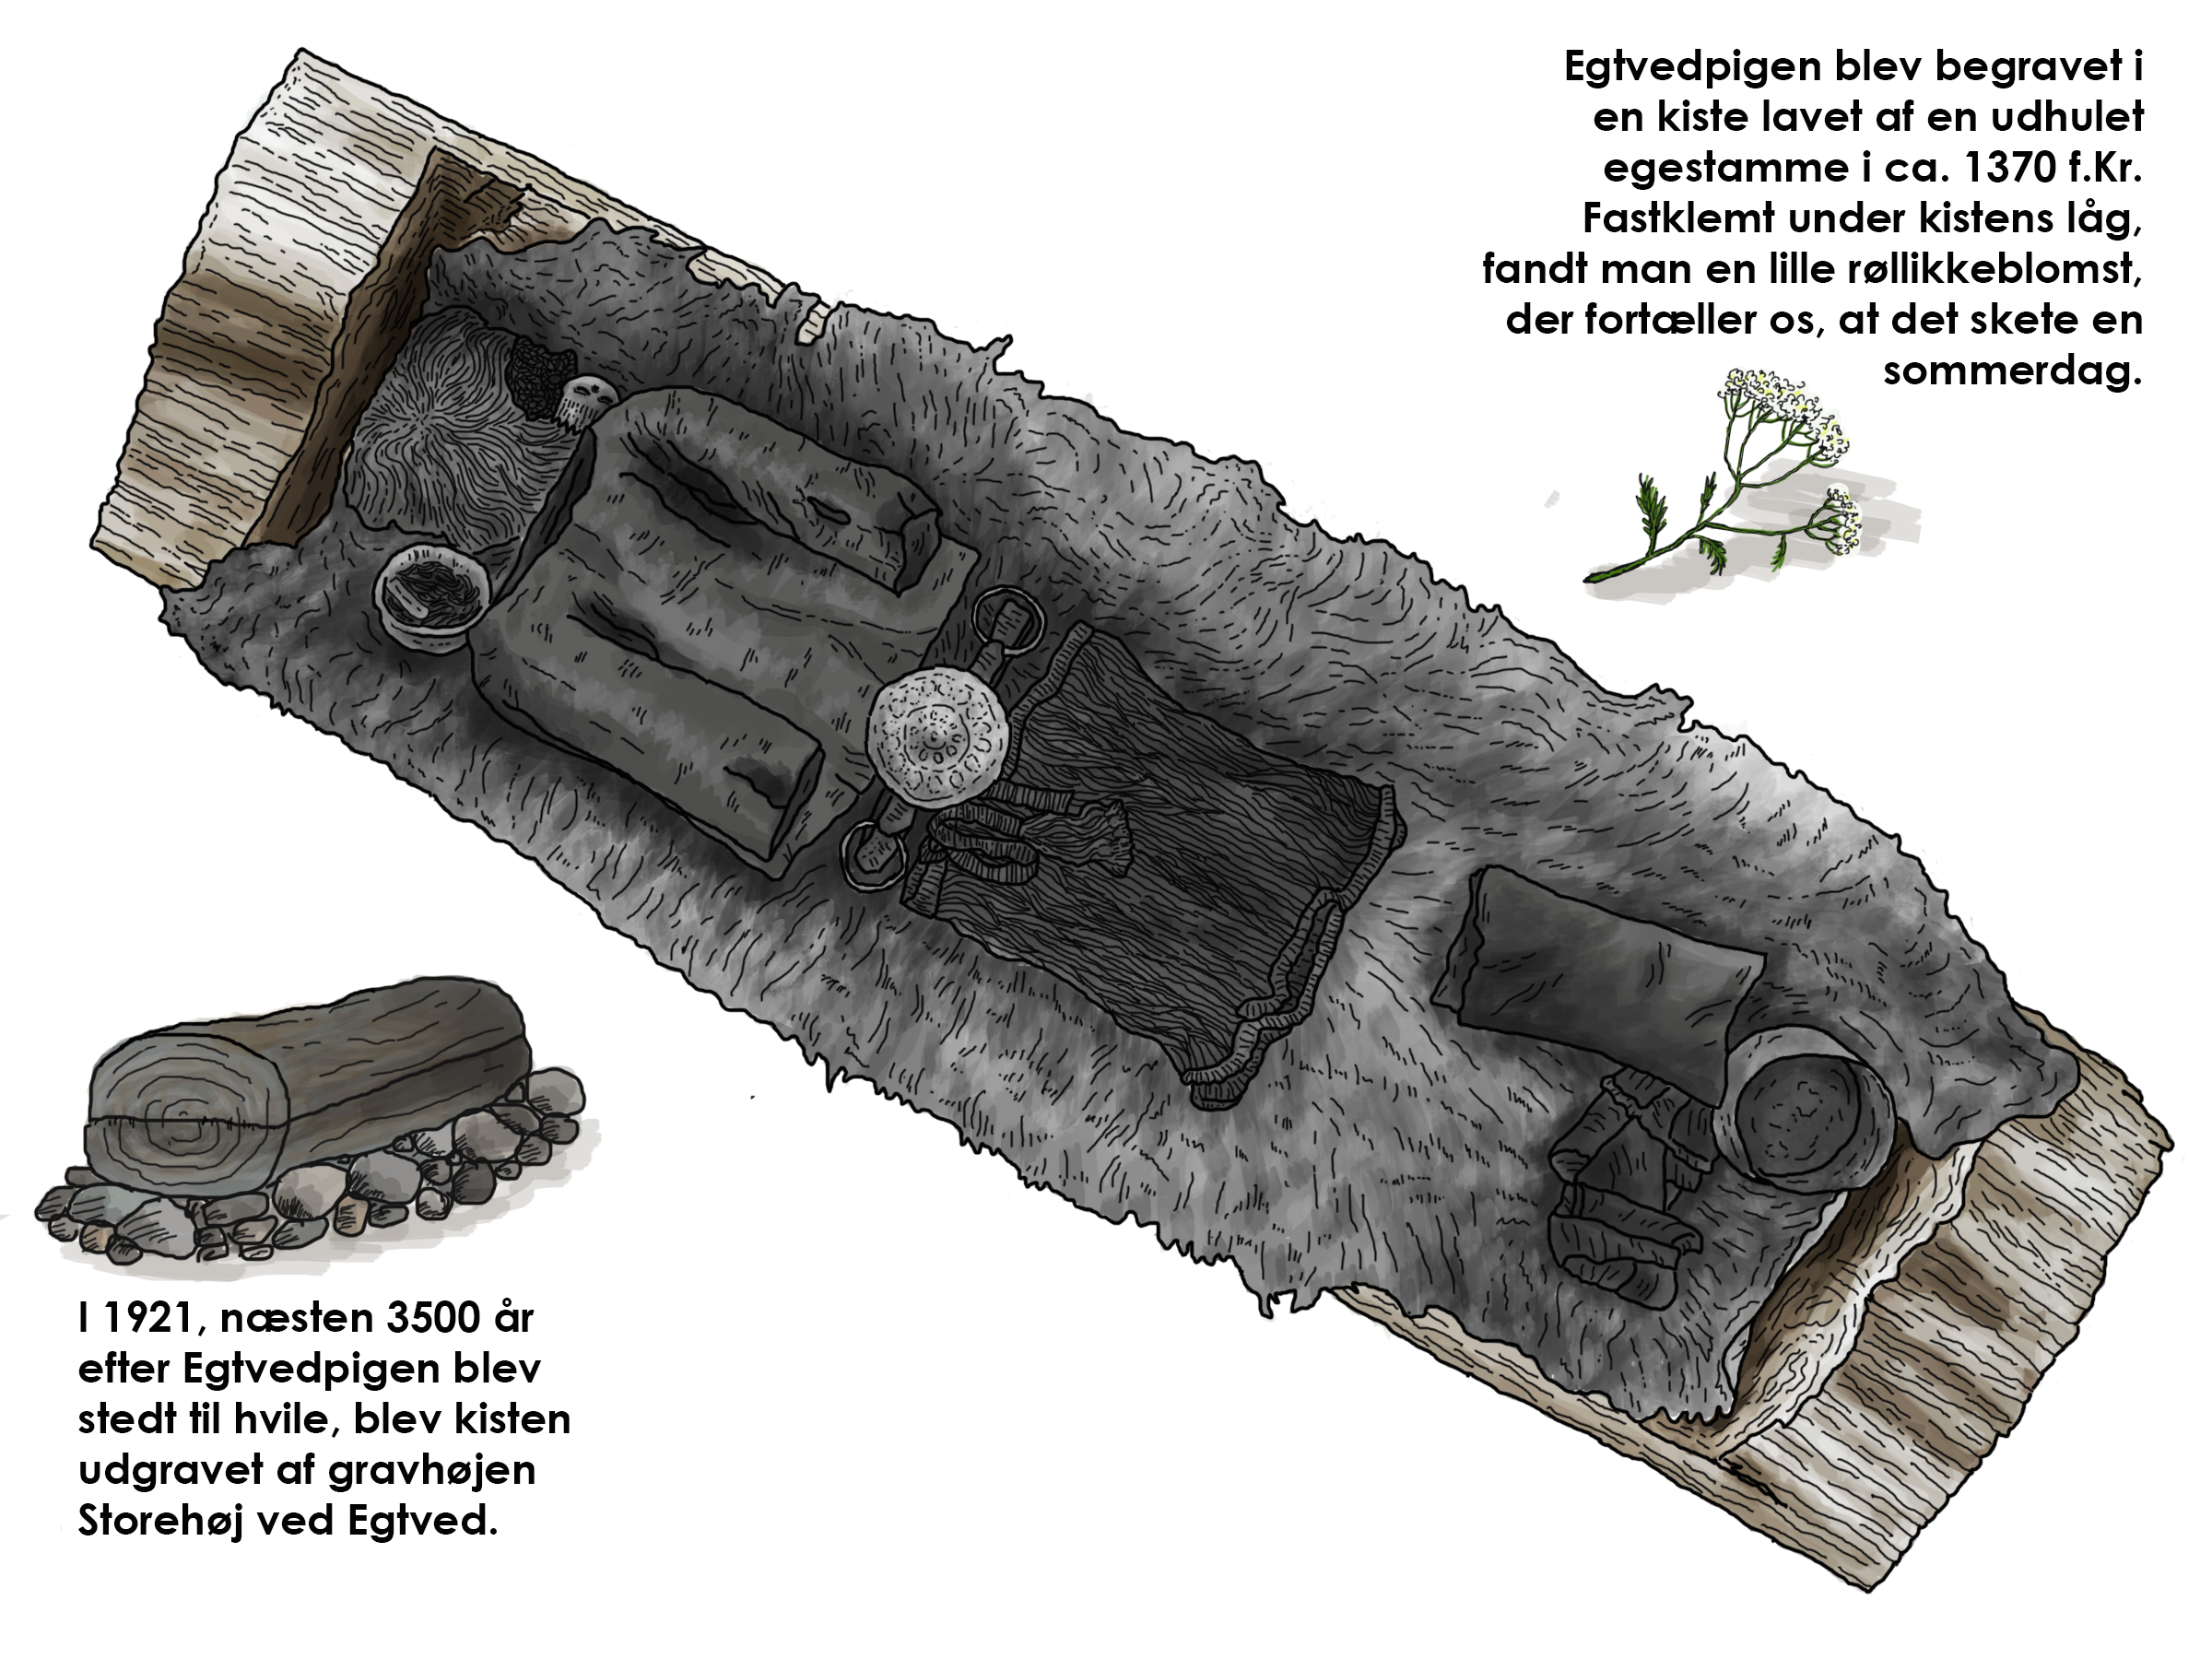 Egtvedpigen blev begravet i
en kiste lavet af en udhulet
egestamme i ca. 1370 f.Kr.
Fastklemt under kistens låg,
fandt man en lille røllikkeblomst,
der fortæller os, at det skete en
sommerdag.
I 1921, næsten 3500 år
efter Egtvedpigen blev
stedt til hvile, blev kisten
udgravet af gravhøjen
Storehøj ved Egtved.